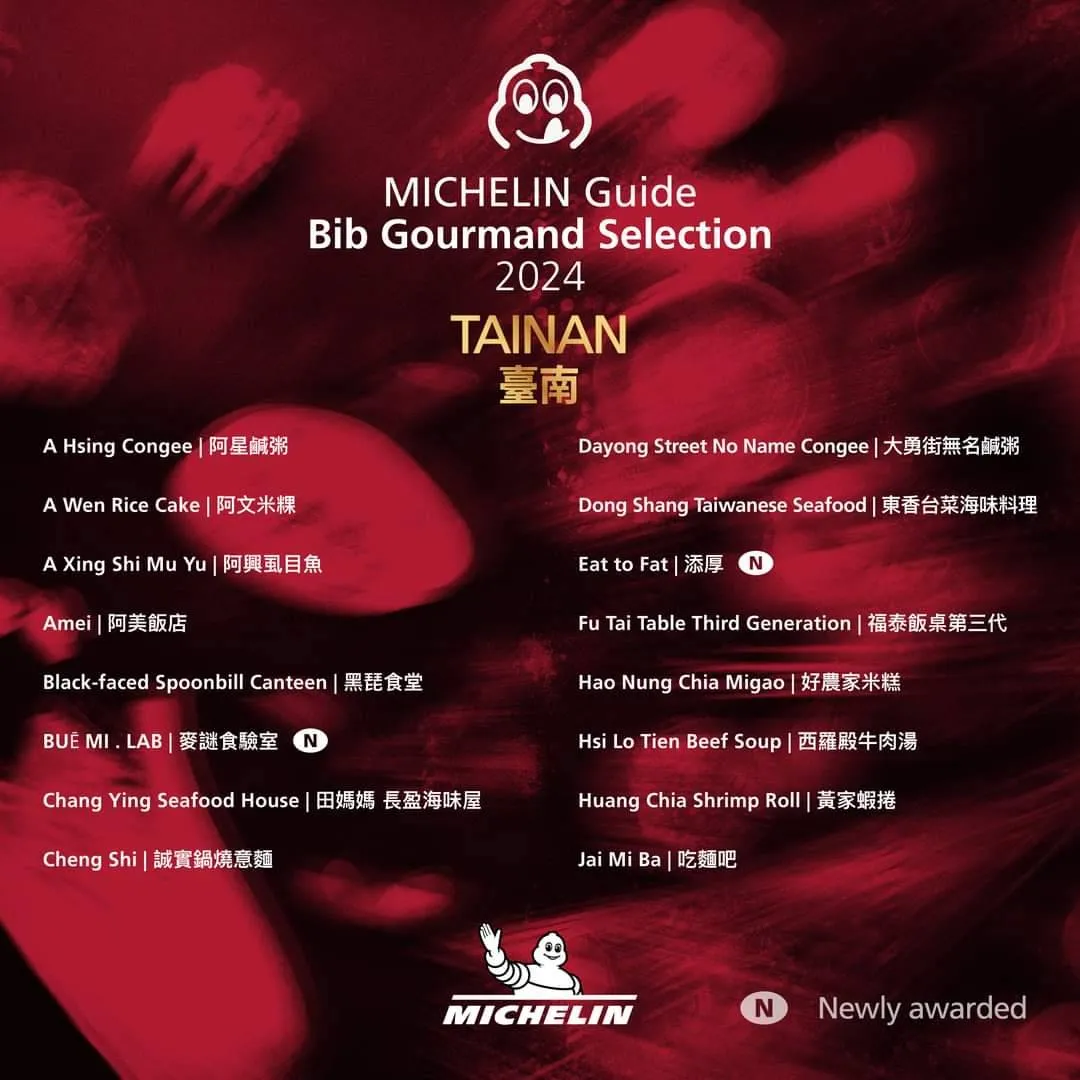 MICHELIN Guide
Bib Gourmand Selection
2024
TAINAN
臺南
A Hsing Congee | 阿星鹹粥
A Wen Rice Cake | 阿文米粿
A Xing Shi Mu Yu | 阿興虱目魚
Amei | 阿美飯店
Black-faced Spoonbill Canteen | 黑琵食堂
BUĒ MI . LAB | 麥謎食驗室 N
Chang Ying Seafood House | 田媽媽 長盈海味屋
Cheng Shi | 誠實鍋燒意麵
Dayong Street No Name Congee | 大勇街無名鹹粥
Dong Shang Taiwanese Seafood | 東香台菜海味料理
Eat to Fat | 添厚 N
Fu Tai Table Third Generation | 福泰飯桌第三代
Hao Nung Chia Migao | 好農家米糕
Hsi Lo Tien Beef Soup | 西羅殿牛肉湯
Huang Chia Shrimp Roll | 黃家蝦捲
Jai Mi Ba | 吃麵吧
MICHELIN
N Newly awarded